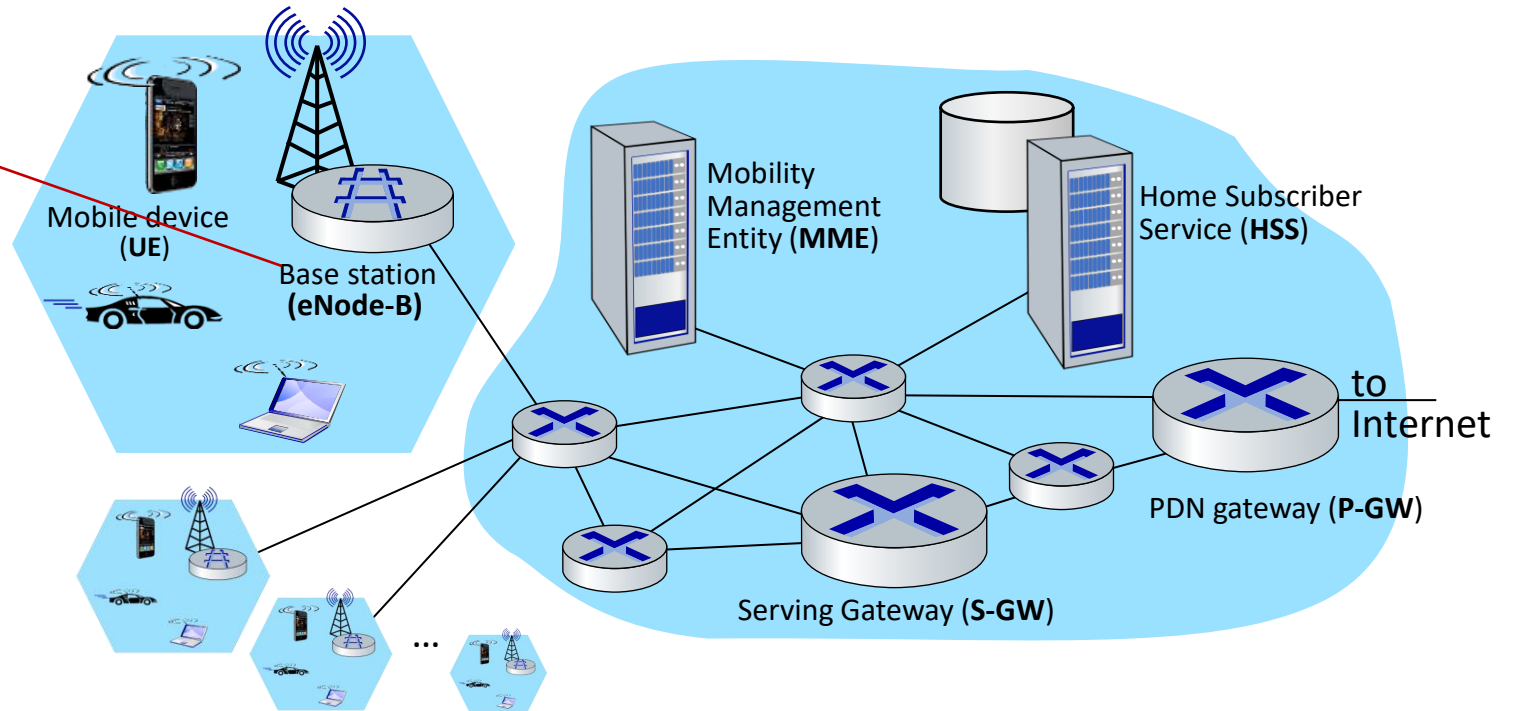 Mobile device
(UE)
Base station
(eNode-B)
Mobility
Management
Entity (MME)
Home Subscriber
Service (HSS)
to
Internet
PDN gateway (P-GW)
Serving Gateway (S-GW)
...